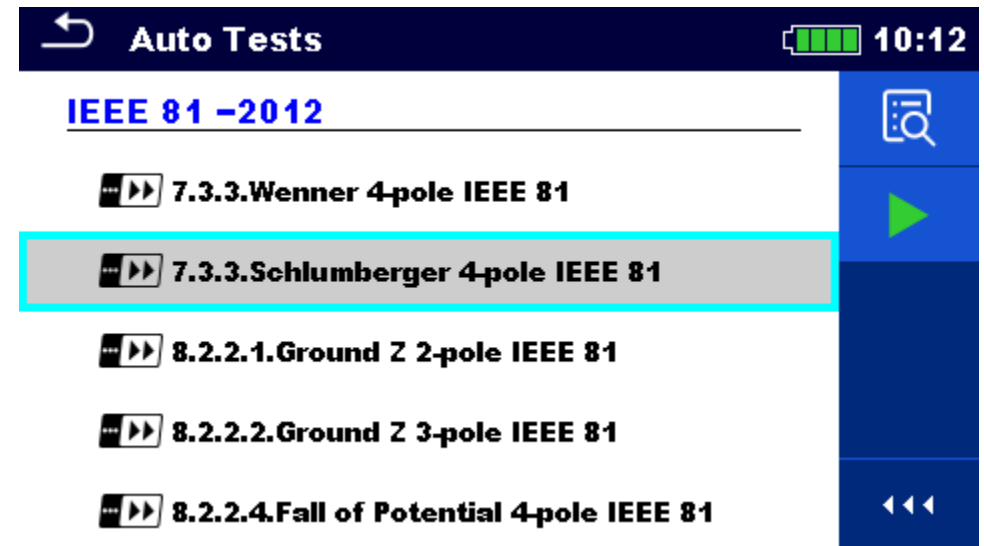 Auto Tests
10:12
IEEE 81 –2012
7.3.3.Wenner 4-pole IEEE 81
7.3.3.Schlumberger 4-pole IEEE 81
8.2.2.1.Ground Z 2-pole IEEE 81
8.2.2.2.Ground Z 3-pole IEEE 81
8.2.2.4.Fall of Potential 4-pole IEEE 81